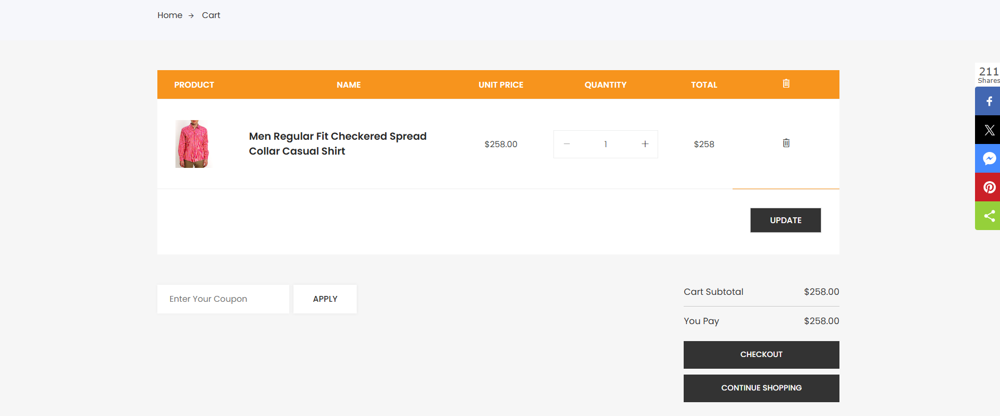 Home → Cart
PRODUCT NAME UNIT PRICE QUANTITY TOTAL
Men Regular Fit Checkered Spread
Collar Casual Shirt
$258.00
− 1 +
$258
UPDATE
Enter Your Coupon APPLY
Cart Subtotal $258.00
You Pay $258.00
CHECKOUT
CONTINUE SHOPPING
211
Shares